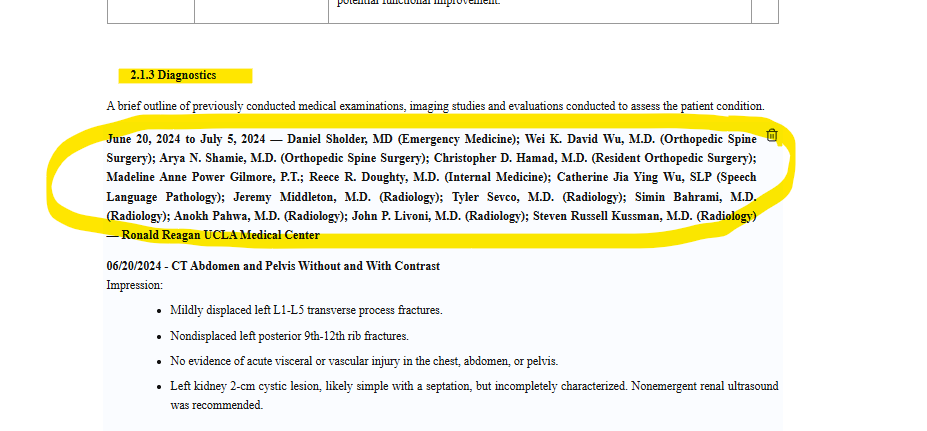 potential functional improvement.
2.1.3 Diagnostics
A brief outline of previously conducted medical examinations, imaging studies and evaluations conducted to assess the patient condition.
June 20, 2024 to July 5, 2024 — Daniel Sholder, MD (Emergency Medicine); Wei K. David Wu, M.D. (Orthopedic Spine
Surgery); Arya N. Shamie, M.D. (Orthopedic Spine Surgery); Christopher D. Hamad, M.D. (Resident Orthopedic Surgery);
Madeline Anne Power Gilmore, P.T.; Reece R. Doughty, M.D. (Internal Medicine); Catherine Jia Ying Wu, SLP (Speech
Language Pathology); Jeremy Middleton, M.D. (Radiology); Tyler Sevco, M.D. (Radiology); Simin Bahrami, M.D.
(Radiology); Anokh Pahwa, M.D. (Radiology); John P. Livoni, M.D. (Radiology); Steven Russell Kussman, M.D. (Radiology)
— Ronald Reagan UCLA Medical Center
06/20/2024 - CT Abdomen and Pelvis Without and With Contrast
Impression:
• Mildly displaced left L1-L5 transverse process fractures.
• Nondisplaced left posterior 9th-12th rib fractures.
• No evidence of acute visceral or vascular injury in the chest, abdomen, or pelvis.
• Left kidney 2-cm cystic lesion, likely simple with a septation, but incompletely characterized. Nonemergent renal ultrasound
was recommended.